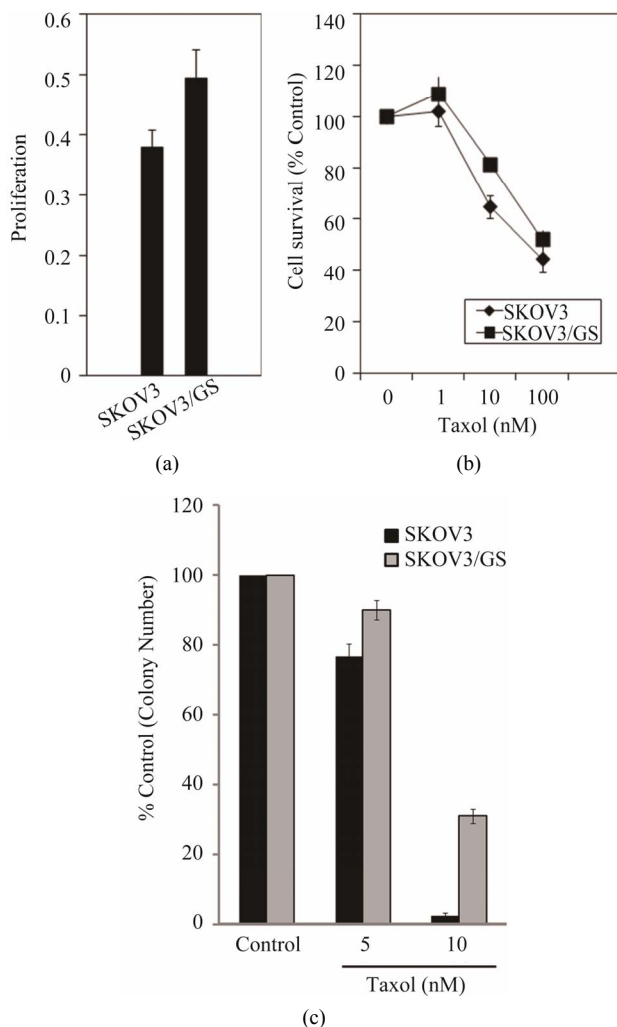 0.6
0.5
0.4
0.3
0.2
0.1
0
Proliferation
SKOV3
SKOV3/GS
(a)
140
120
100
80
60
40
20
0
Cell survival (% Control)
SKOV3
SKOV3/GS
0 1 10 100
Taxol (nM)
(b)
120
100
80
60
40
20
0
% Control (Colony Number)
SKOV3
SKOV3/GS
Control 5 10
Taxol (nM)
(c)